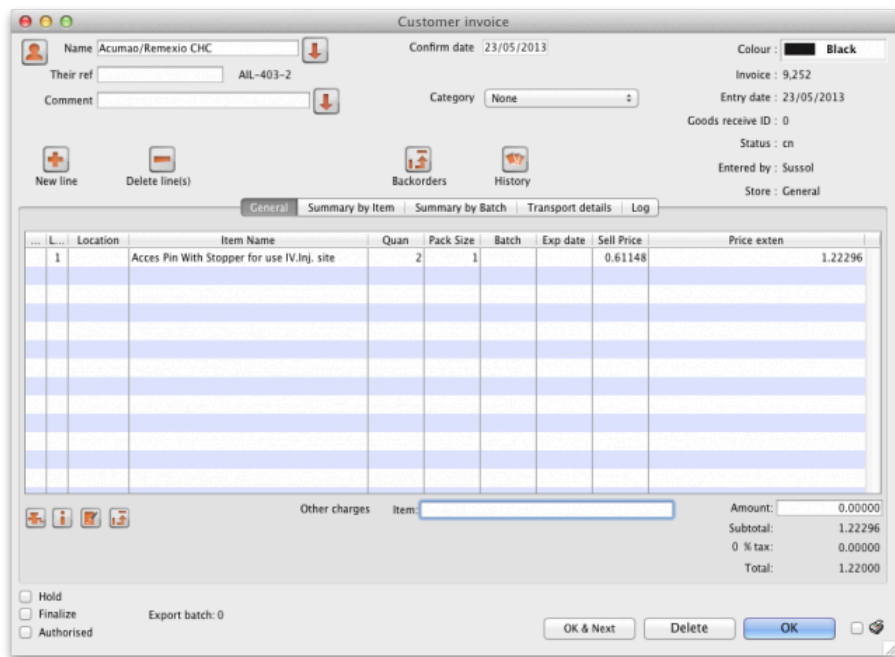 Customer invoice
Name Acumao/Remexio CHC
Confirm date 23/05/2013
Colour : Black
Their ref
AIL-403-2
Invoice : 9,252
Comment
Category None
Entry date : 23/05/2013
Goods receive ID : 0
Status : cn
Entered by : Sussol
Store : General
New line
Delete line(s)
Backorders
History
General Summary by Item Summary by Batch Transport details Log
... L... Location Item Name Quan Pack Size Batch Exp date Sell Price Price exten
1 Acces Pin With Stopper for use IV.Inj. site 2 1 0.61148 1.22296
Other charges Item:
Amount: 0.00000
Subtotal: 1.22296
0 % tax: 0.00000
Total: 1.22000
Hold
Finalize
Authorised
Export batch: 0
OK & Next
Delete
OK